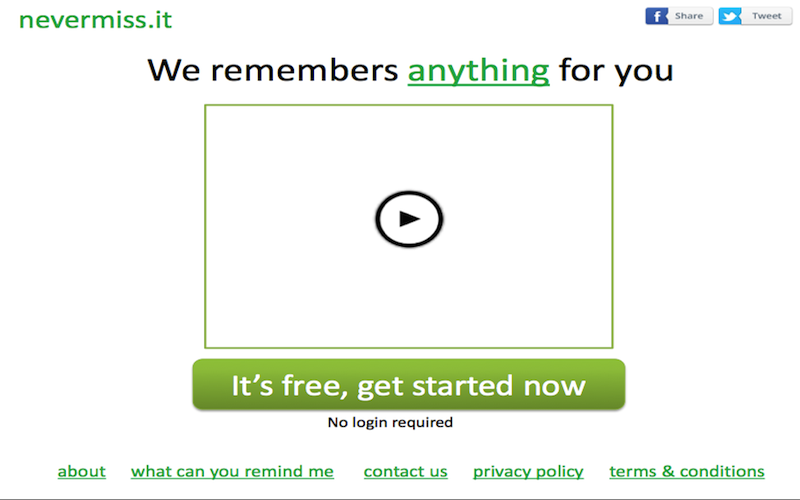 nevermiss.it
Share
Tweet
We remembers anything for you
It’s free, get started now
No login required
about what can you remind me contact us privacy policy terms & conditions